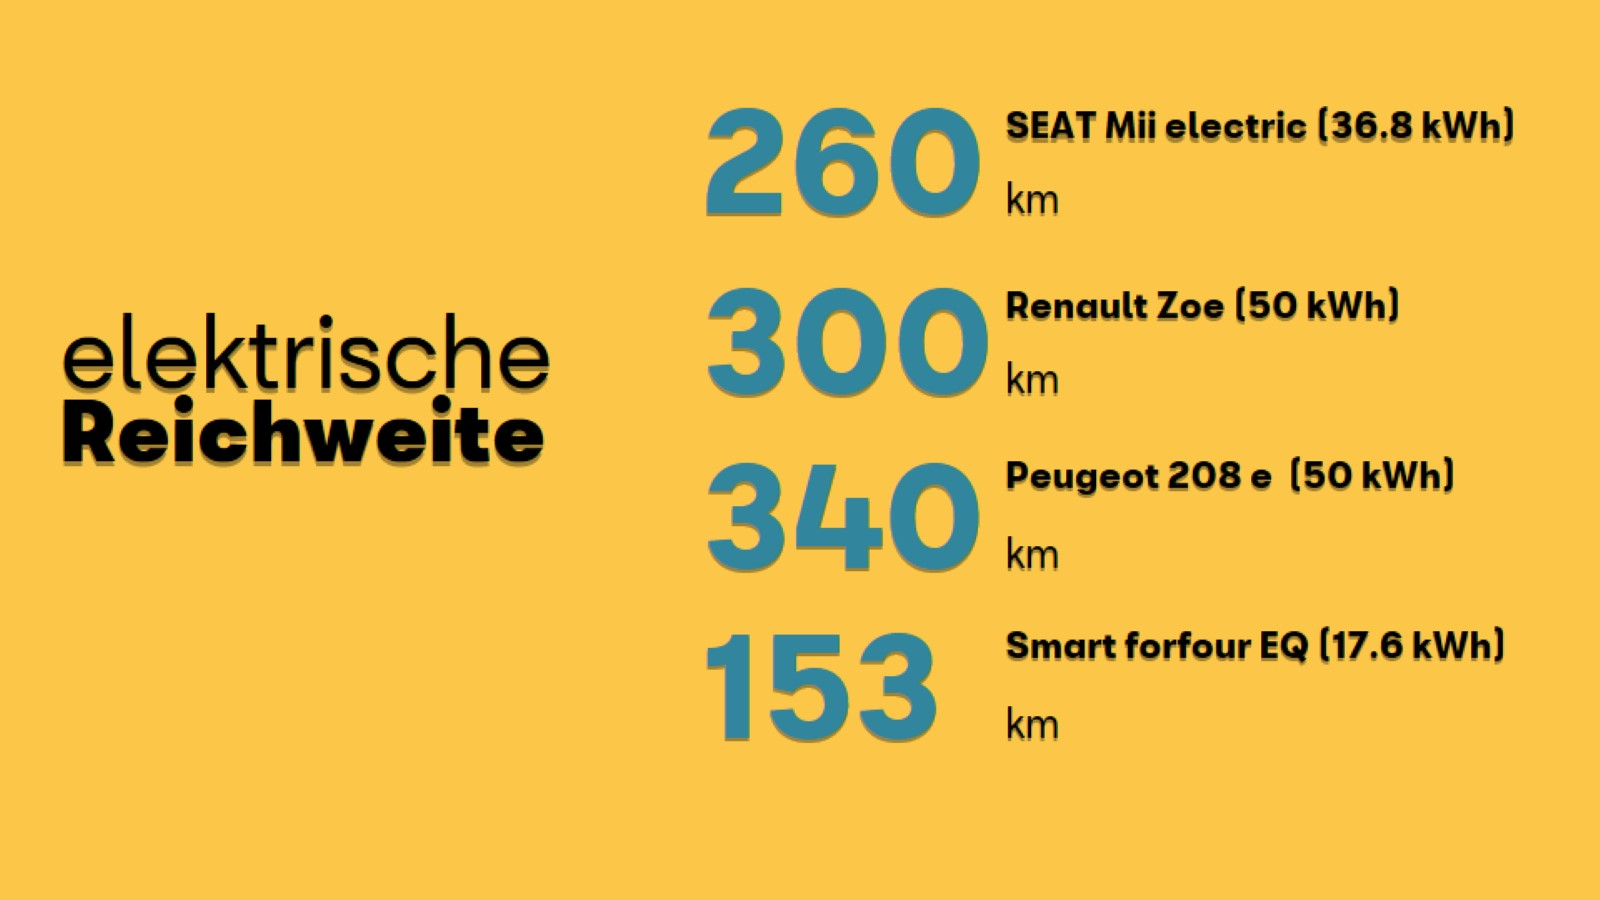 elektrische
Reichweite
260 SEAT Mii electric (36.8 kWh)
km
300 Renault Zoe (50 kWh)
km
340 Peugeot 208 e (50 kWh)
km
153 Smart forfour EQ (17.6 kWh)
km